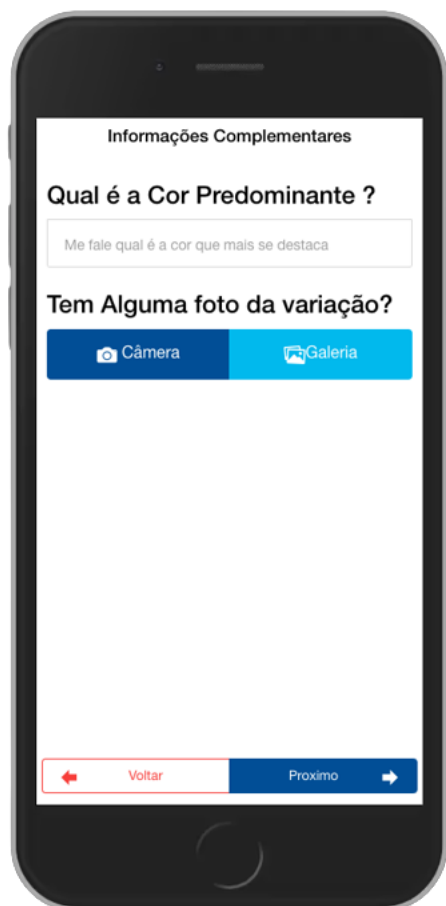 Informações Complementares
Qual é a Cor Predominante ?
Me fale qual é a cor que mais se destaca
Tem Alguma foto da variação?
Câmera Galeria
Voltar Proximo